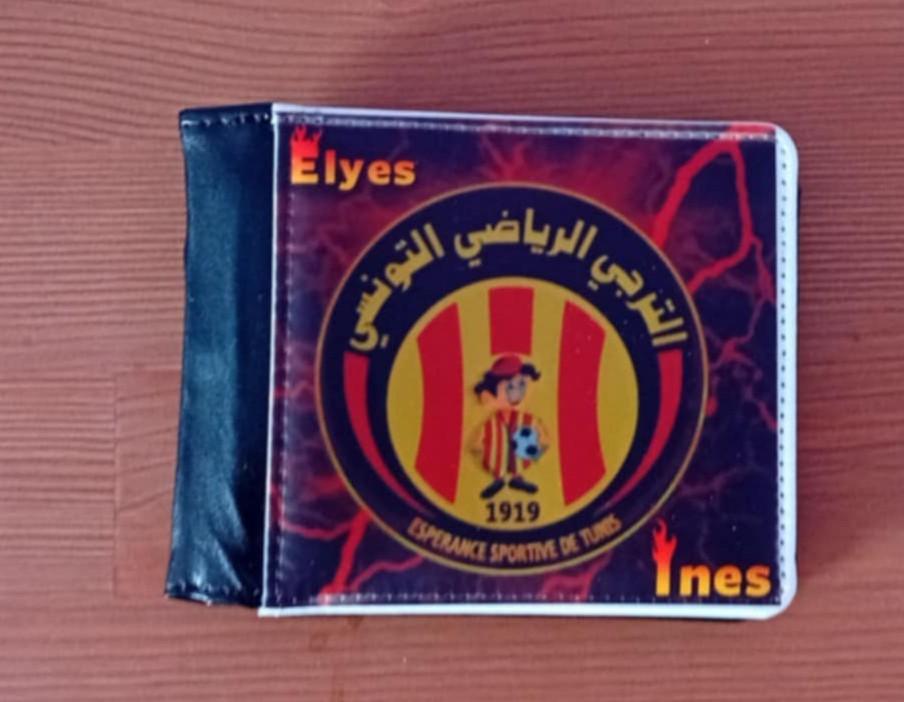 Elyes
الترجي الرياضي التونسي
1919
ESPERANCE SPORTIVE DE TUNIS
Ines